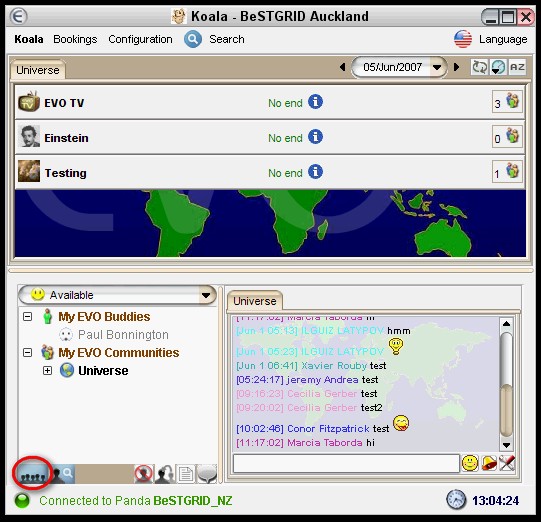 Koala - BeSTGRID Auckland
Koala Bookings Configuration Search Language
Universe
05/Jun/2007
AZ
EVO TV No end 3
Einstein No end 0
Testing No end 1
EVO
Available
My EVO Buddies
Paul Bonnington
My EVO Communities
Universe
Universe
[11:17:02] Marcia Taborda hi
[Jun 1 05:13] ILGUIZ LATYPOV hmm
[Jun 1 05:23] ILGUIZ LATYPOV
[Jun 1 06:41] Xavier Rouby test
[05:24:17] jeremy Andrea test
[09:16:23] Cecilia Gerber test
[09:20:02] Cecilia Gerber test2
[10:02:46] Conor Fitzpatrick test
[11:17:02] Marcia Taborda hi
Connected to Panda BeSTGRID_NZ
13:04:24